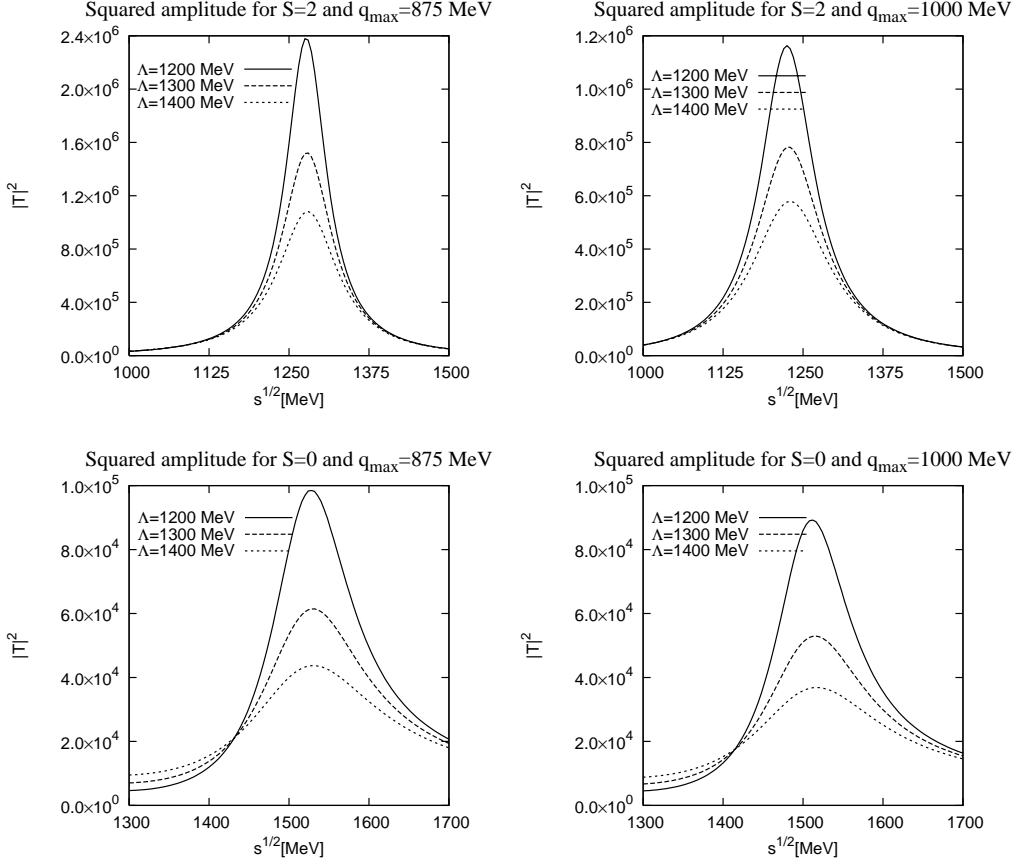 Squared amplitude for S=2 and q_max=875 MeV
2.4×10^6
2.0×10^6
1.6×10^6
1.2×10^6
8.0×10^5
4.0×10^5
0.0×10^0
|T|^2
Λ=1200 MeV
Λ=1300 MeV
Λ=1400 MeV
1000 1125 1250 1375 1500
s^1/2[MeV]
Squared amplitude for S=2 and q_max=1000 MeV
1.2×10^6
1.0×10^6
8.0×10^5
6.0×10^5
4.0×10^5
2.0×10^5
0.0×10^0
|T|^2
Λ=1200 MeV
Λ=1300 MeV
Λ=1400 MeV
1000 1125 1250 1375 1500
s^1/2[MeV]
Squared amplitude for S=0 and q_max=875 MeV
1.0×10^5
8.0×10^4
6.0×10^4
4.0×10^4
2.0×10^4
0.0×10^0
|T|^2
Λ=1200 MeV
Λ=1300 MeV
Λ=1400 MeV
1300 1400 1500 1600 1700
s^1/2[MeV]
Squared amplitude for S=0 and q_max=1000 MeV
1.0×10^5
8.0×10^4
6.0×10^4
4.0×10^4
2.0×10^4
0.0×10^0
|T|^2
Λ=1200 MeV
Λ=1300 MeV
Λ=1400 MeV
1300 1400 1500 1600 1700
s^1/2[MeV]